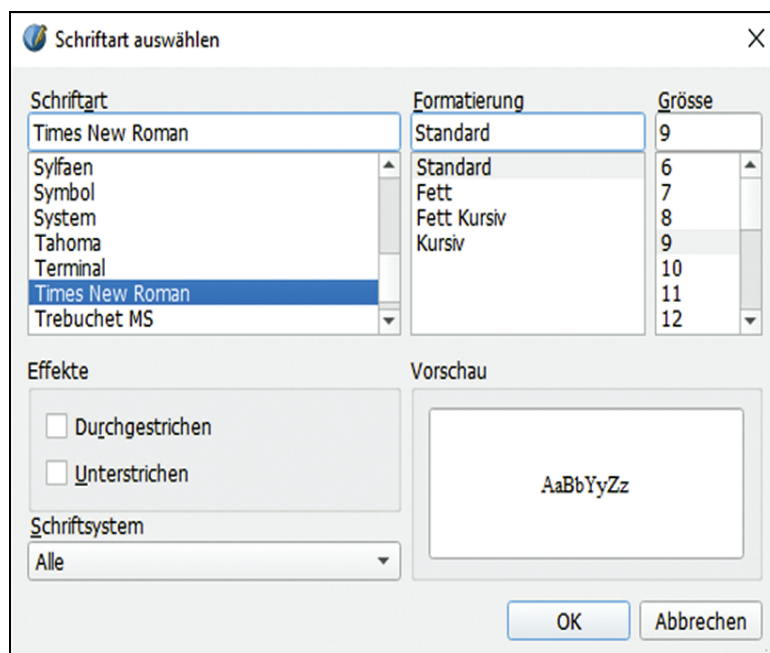 Schriftart auswählen
Schriftart
Formatierung
Grösse
Times New Roman
Standard
9
Sylfaen
Symbol
System
Tahoma
Terminal
Times New Roman
Trebuchet MS
Standard
Fett
Fett Kursiv
Kursiv
6
7
8
9
10
11
12
Effekte
Durchgestrichen
Unterstrichen
Vorschau
AaBbYyZz
Schriftsystem
Alle
OK
Abbrechen